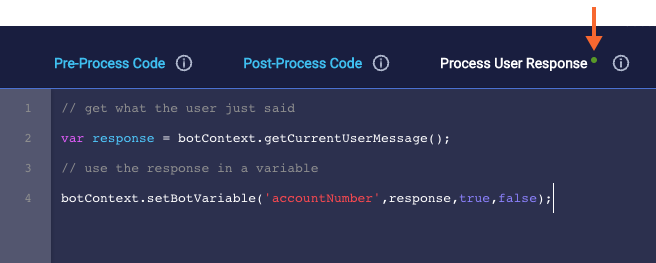 Pre-Process Code Post-Process Code Process User Response
1 // get what the user just said
2 var response = botContext.getCurrentUserMessage();
3 // use the response in a variable
4 botContext.setBotVariable('accountNumber',response,true,false);